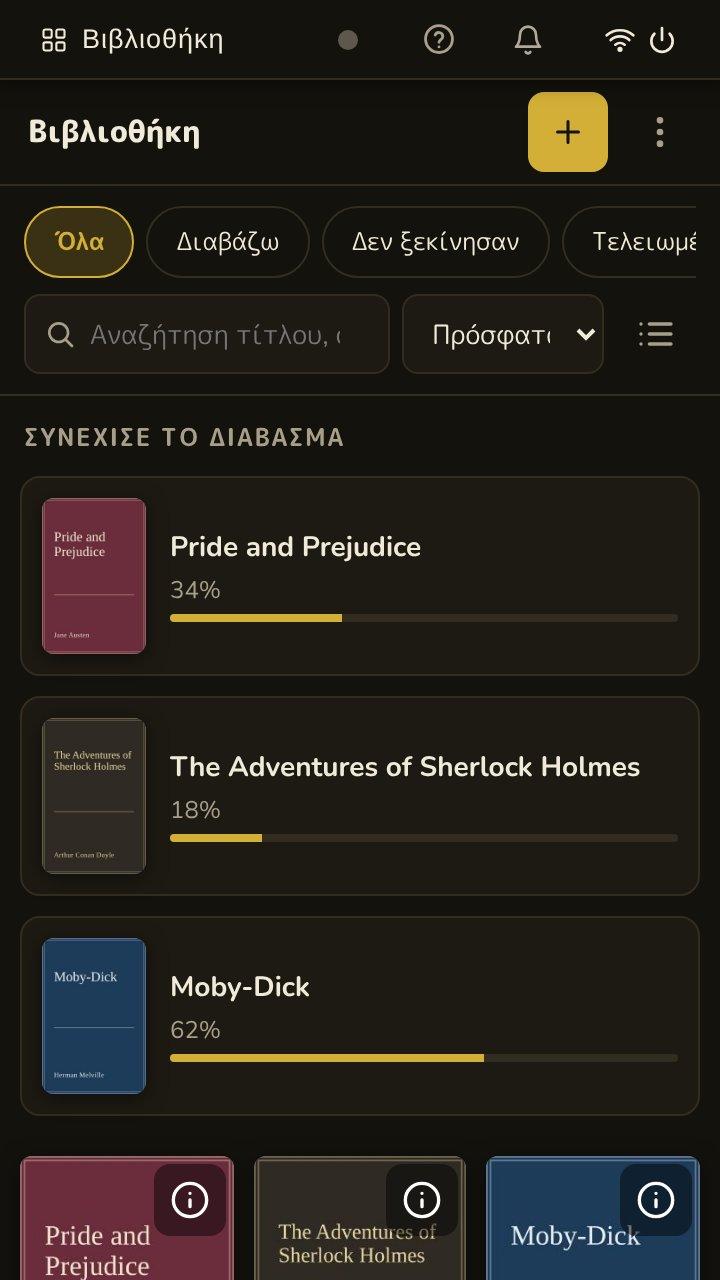 Βιβλιοθήκη
Βιβλιοθήκη
Όλα
Διαβάζω
Δεν ξεκίνησαν
Τελειωμέ
Αναζήτηση τίτλου,
Πρόσφατ
ΣΥΝΕΧΙΣΕ ΤΟ ΔΙΑΒΑΣΜΑ
Pride and
Prejudice
Jane Austen
Pride and Prejudice
34%
The Adventures of
Sherlock Holmes
Arthur Conan Doyle
The Adventures of Sherlock Holmes
18%
Moby-Dick
Herman Melville
Moby-Dick
62%
Pride and
Prejudice
The Adventures of
Sherlock Holmes
Moby-Dick